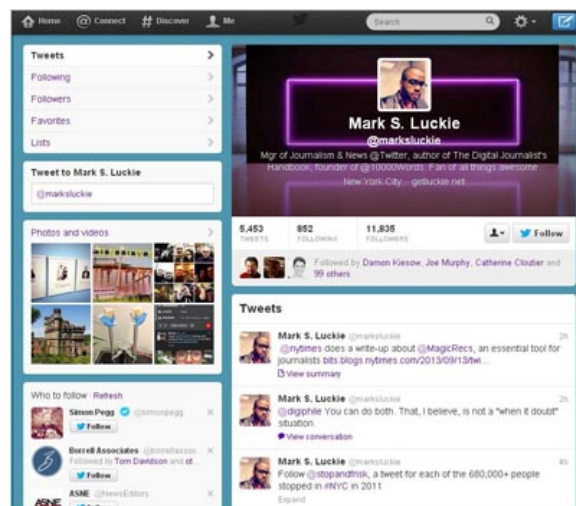 Home
Connect
Discover
Me
Search
Tweets
Following
Followers
Favorites
Lists
Tweet to Mark S. Luckie
@marksluckie
Photos and videos
Who to follow · Refresh
Simon Pegg @simonpegg
Follow
Borrell Associates @borrellassoc
Followed by Tom Davidson and ot...
Follow
ASNE @NewsEditors
ASNE
Follow
Mark S. Luckie
@marksluckie
Mgr of Journalism & News @Twitter, author of The Digital Journalist's
Handbook, founder of @10000Words. Fan of all things awesome.
New York City · getluckie.net
5,453 852 11,835
TWEETS FOLLOWING FOLLOWERS
Follow
Followed by Damon Kiesow, Joe Murphy, Catherine Cloutier and
99 others
Tweets
Mark S. Luckie @marksluckie 2h
@nytimes does a write-up about @MagicRecs, an essential tool for
journalists bits.blogs.nytimes.com/2013/09/13/twi...
View summary
Mark S. Luckie @marksluckie 2h
@digiphile You can do both. That, I believe, is not a "when it doubt"
situation.
View conversation
Mark S. Luckie @marksluckie 4h
Follow @stopandfrisk, a tweet for each of the 680,000+ people
stopped in #NYC in 2011
Expand